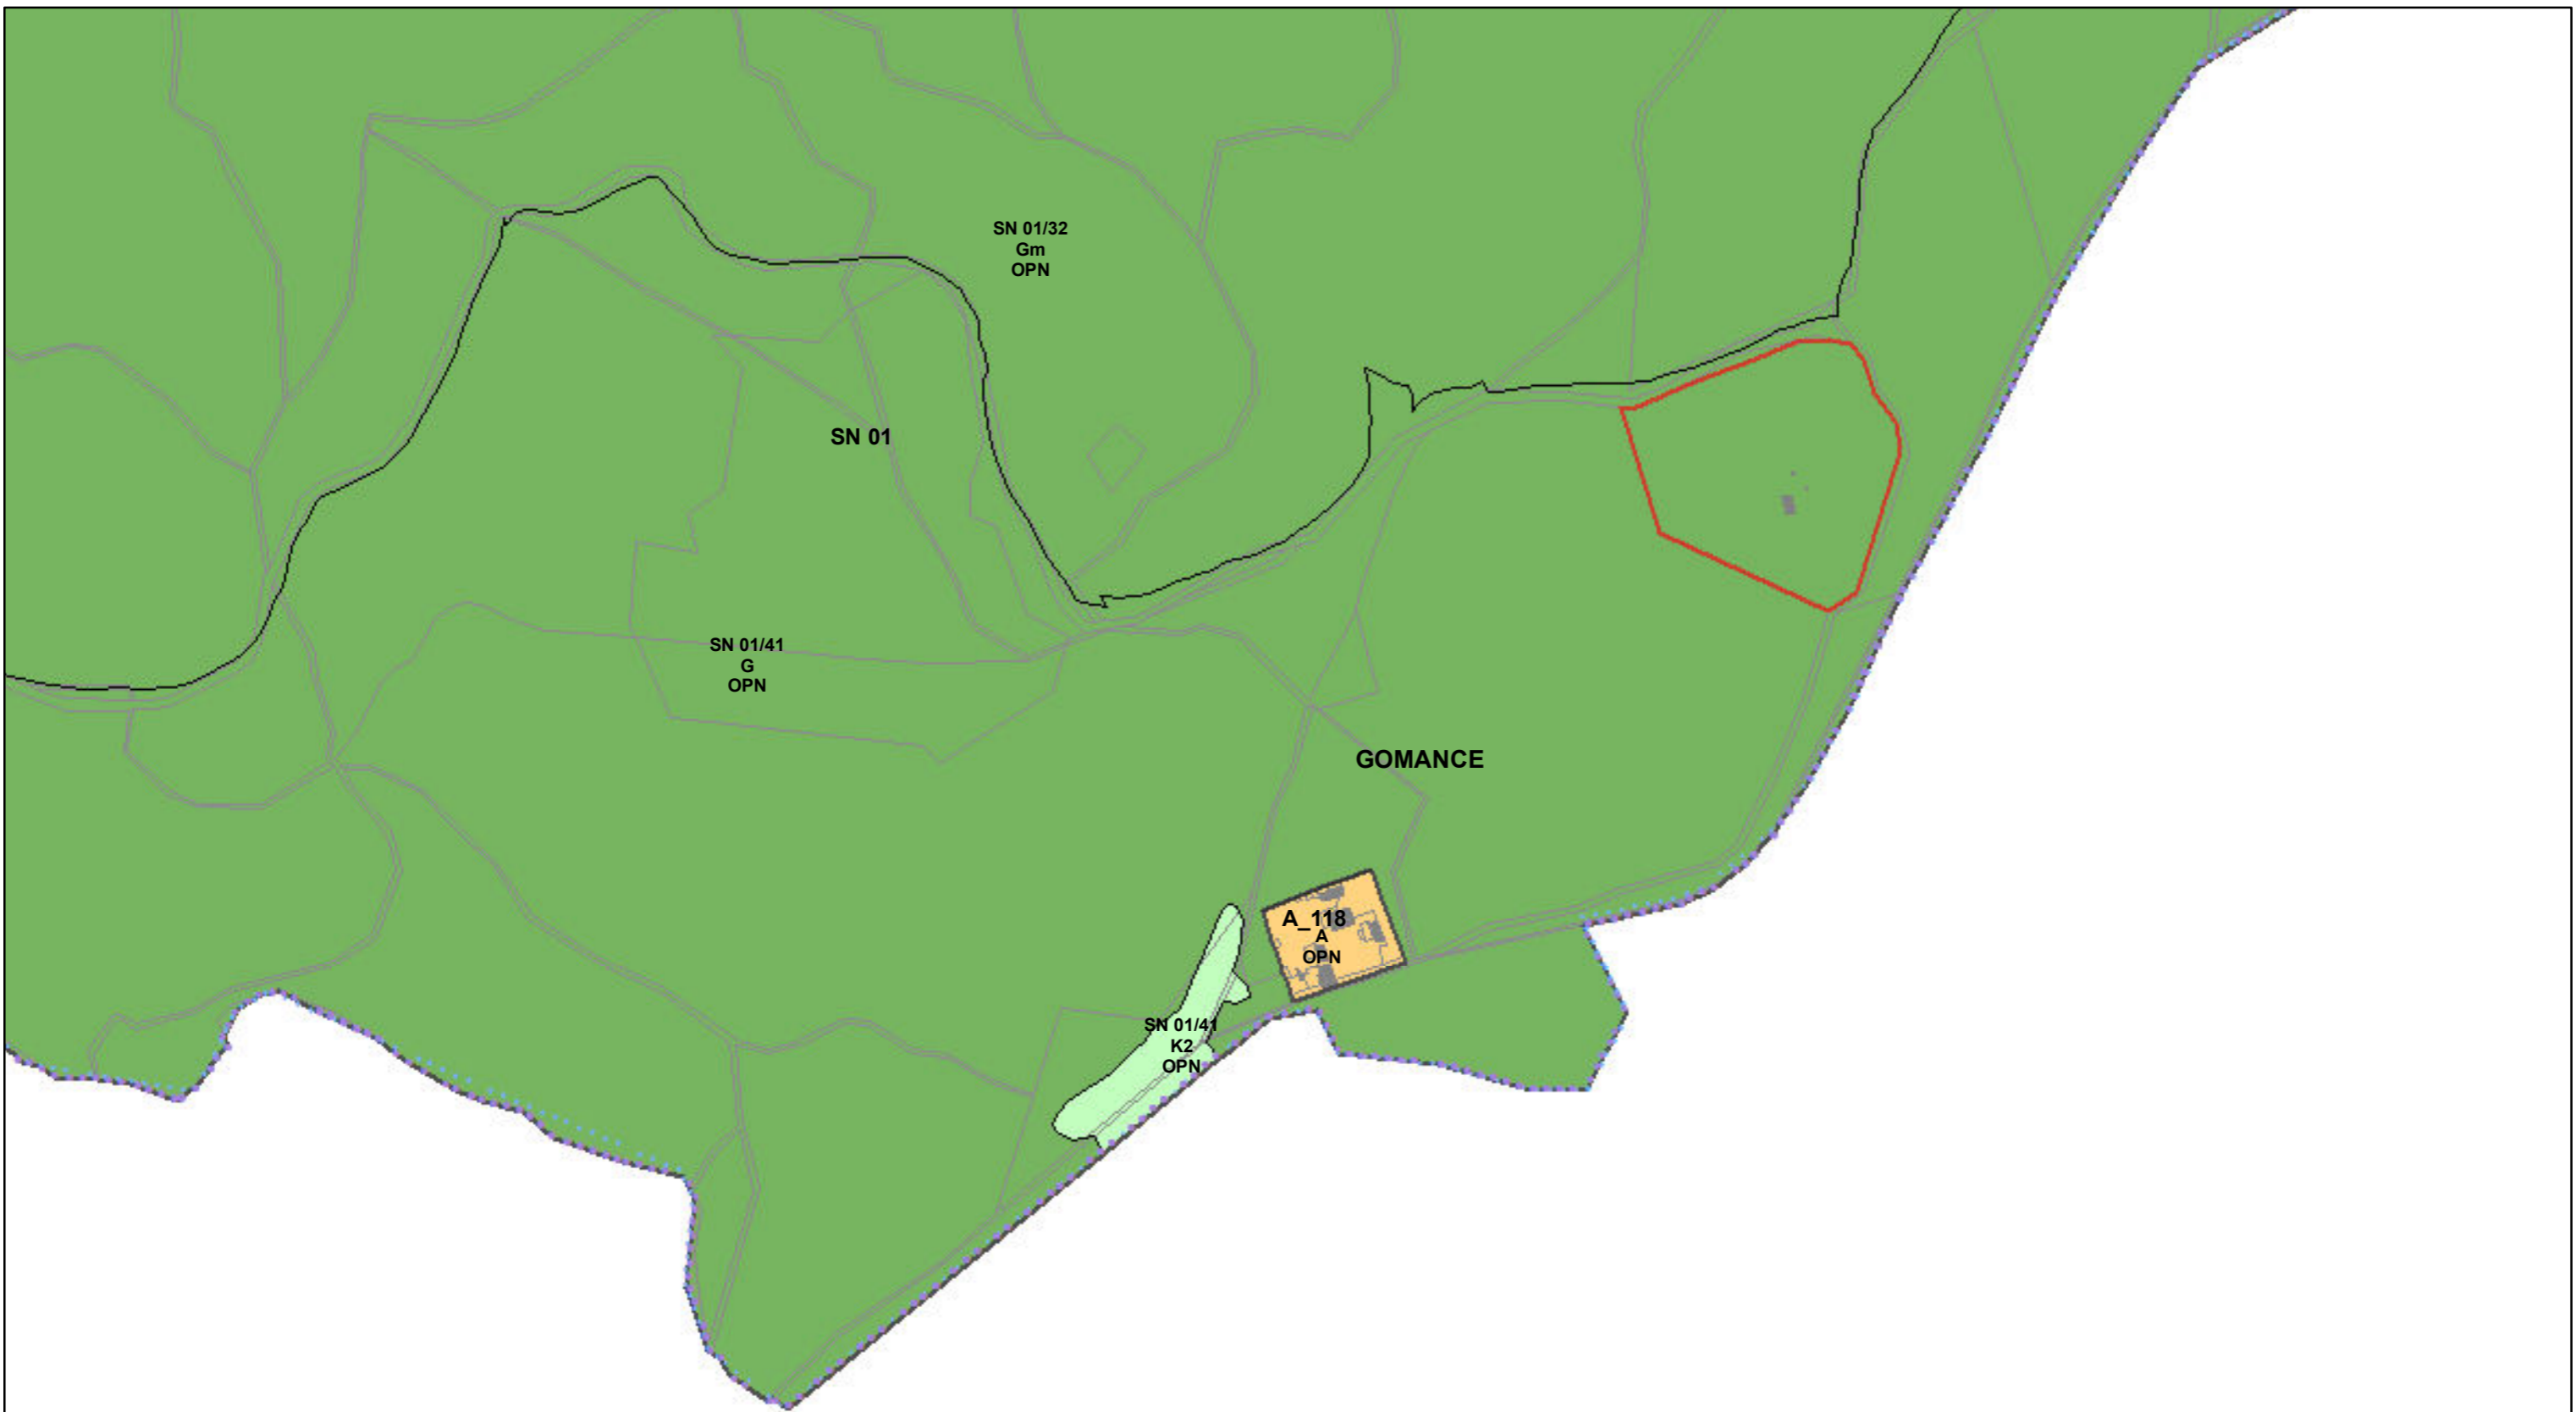 SN 01/32
Gm
OPN
SN 01
SN 01/41
G
OPN
GOMANCE
A_118
A
OPN
SN 01/41
K2
OPN